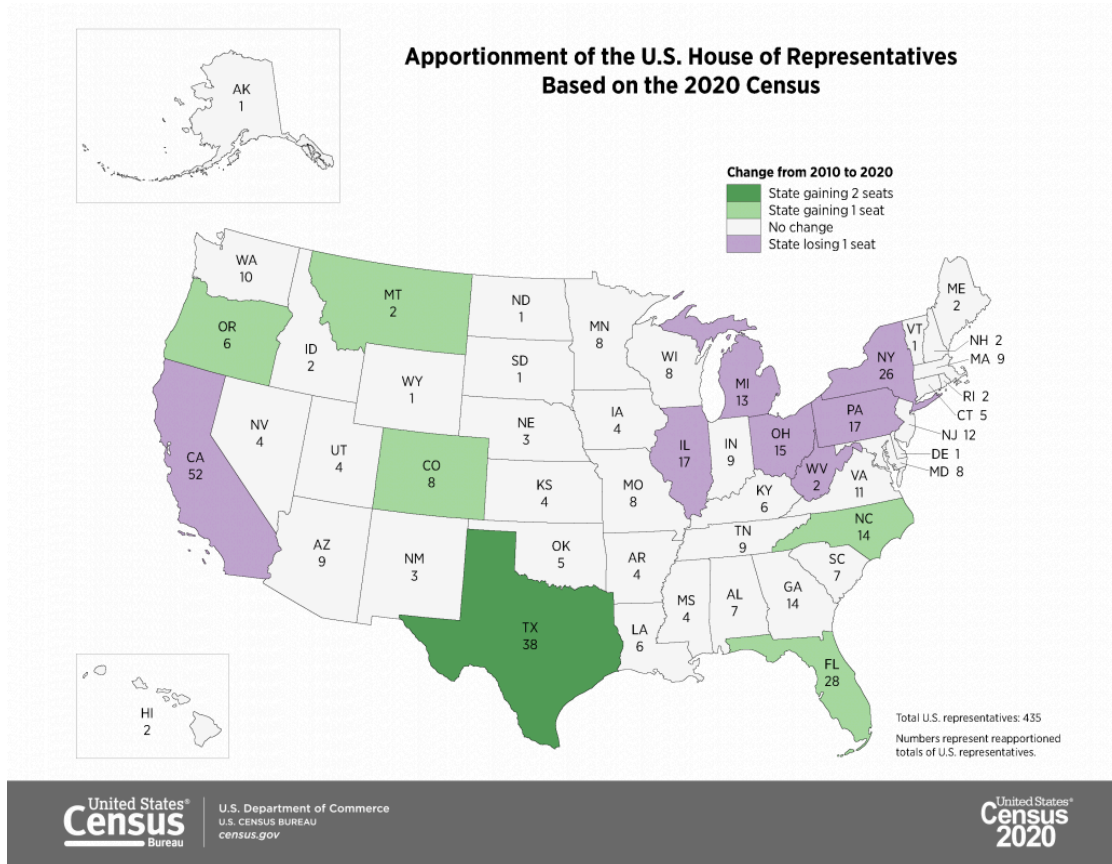 Apportionment of the U.S. House of Representatives
Based on the 2020 Census
AK
1
Change from 2010 to 2020
State gaining 2 seats
State gaining 1 seat
No change
State losing 1 seat
WA
10
MT
2
ND
1
MN
8
ME
2
VT
1
NH 2
MA 9
OR
6
ID
2
SD
1
WI
8
NY
26
WY
1
MI
13
RI 2
CT 5
NJ 12
DE 1
MD 8
NV
4
UT
4
CO
8
NE
3
IA
4
IL
17
IN
9
OH
15
PA
17
WV
2
VA
11
CA
52
KS
4
MO
8
KY
6
NC
14
AZ
9
NM
3
OK
5
AR
4
TN
9
SC
7
MS
4
AL
7
GA
14
TX
38
LA
6
FL
28
HI
2
Total U.S. representatives: 435
Numbers represent reapportioned
totals of U.S. representatives.
United States®
Census
Bureau
U.S. Department of Commerce
U.S. CENSUS BUREAU
census.gov
United States®
Census
2020